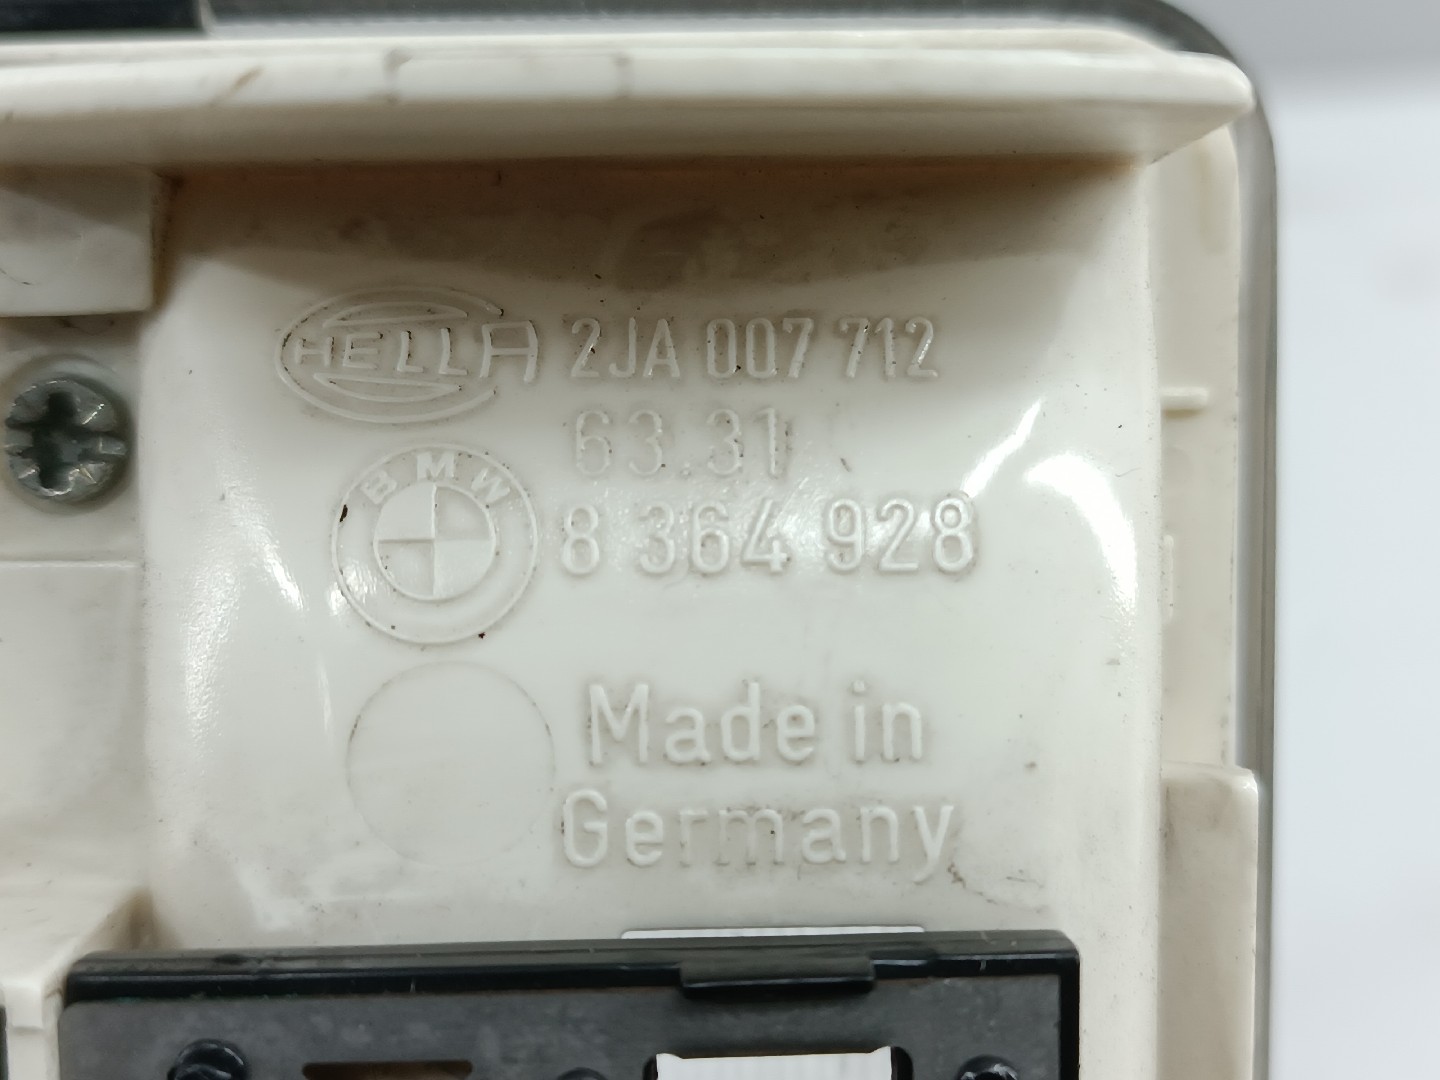 HELLA 2JA 007 712
63.31
BMW 8 364 928
Made in
Germany